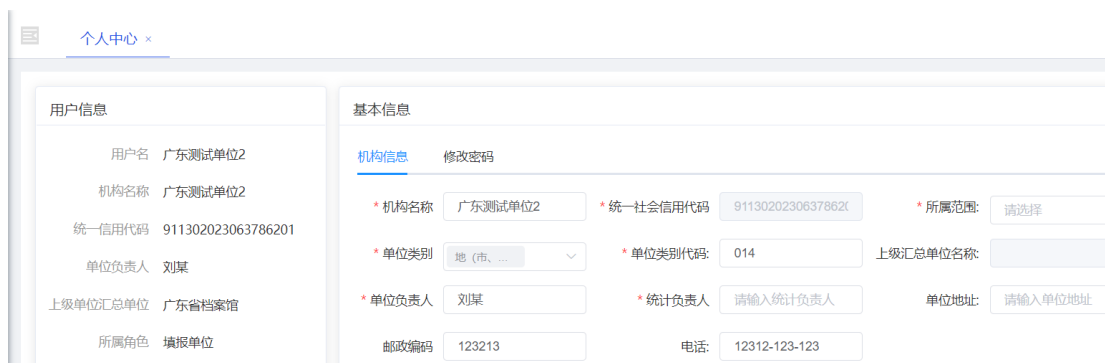 个人中心 ×
用户信息
用户名 广东测试单位2
机构名称 广东测试单位2
统一信用代码 911302023063786201
单位负责人 刘某
上级单位汇总单位 广东省档案馆
所属角色 填报单位
基本信息
机构信息 修改密码
* 机构名称 广东测试单位2 * 统一社会信用代码 91130202306378620 * 所属范围: 请选择
* 单位类别 地（市、... * 单位类别代码: 014 上级汇总单位名称:
* 单位负责人 刘某 * 统计负责人 请输入统计负责人 单位地址: 请输入单位地址
邮政编码 123213 电话: 12312-123-123